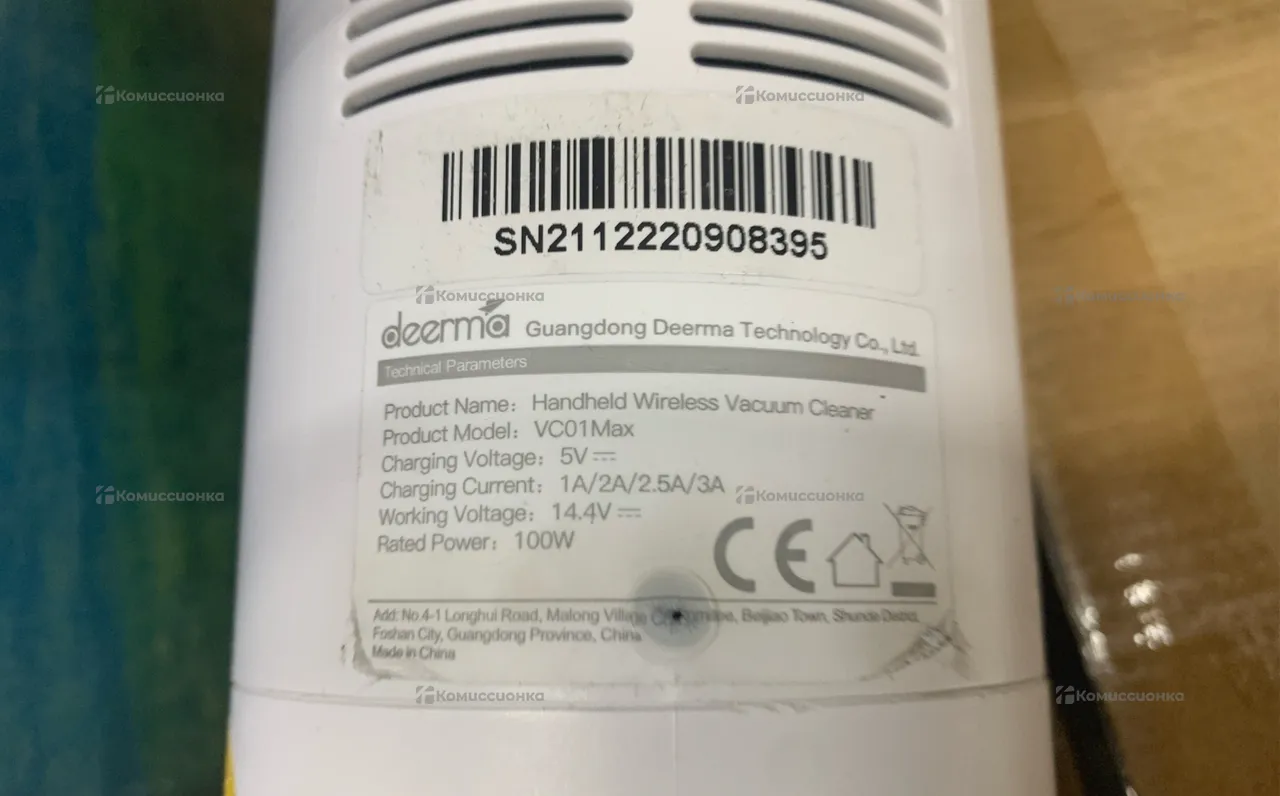 Комиссионка Комиссионка
SN2112220908395
Комиссионка
deerma Guangdong Deerma Technology Co., Ltd.
Technical Parameters
Product Name: Handheld Wireless Vacuum Cleaner
Product Model: VC01Max
Charging Voltage: 5V⎓
Charging Current: 1A/2A/2.5A/3A
Комиссионка Комиссионка
Working Voltage: 14.4V⎓
Rated Power: 100W
CE
Add: No.4-1 Longhui Road, Malong Village Beijiao Town, Shunde District,
Foshan City, Guangdong Province, China
Made in China
Комиссионка Комиссионка